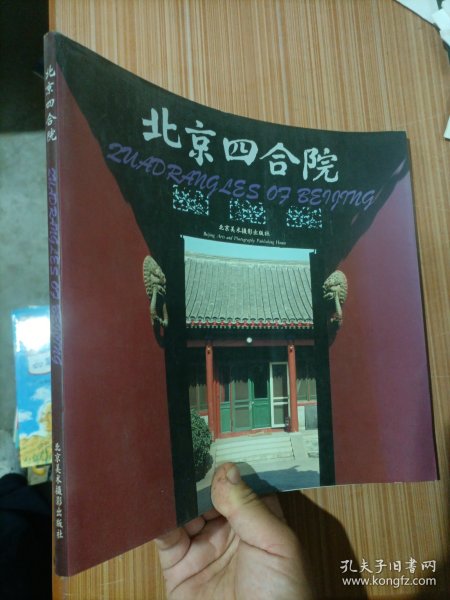 北京四合院
QUADRANGLES OF BEIJING
北京美术摄影出版社
Beijing Arts and Photography Publishing House
北京四合院
QUADRANGLES OF BEIJING
北京美术摄影出版社
孔夫子旧书网
www.kongfz.com